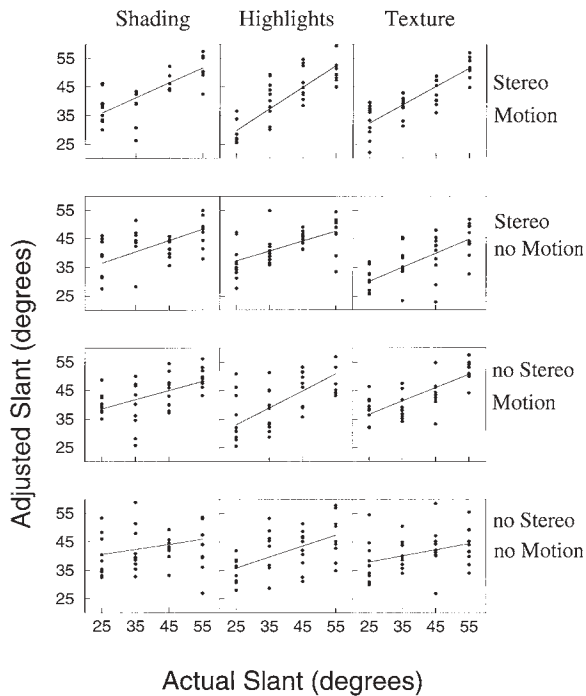 Shading Highlights Texture
55
45
35
25
Stereo
Motion
55
45
35
25
Stereo
no Motion
55
45
35
25
no Stereo
Motion
55
45
35
25
no Stereo
no Motion
25 35 45 55 25 35 45 55 25 35 45 55
Adjusted Slant (degrees)
Actual Slant (degrees)